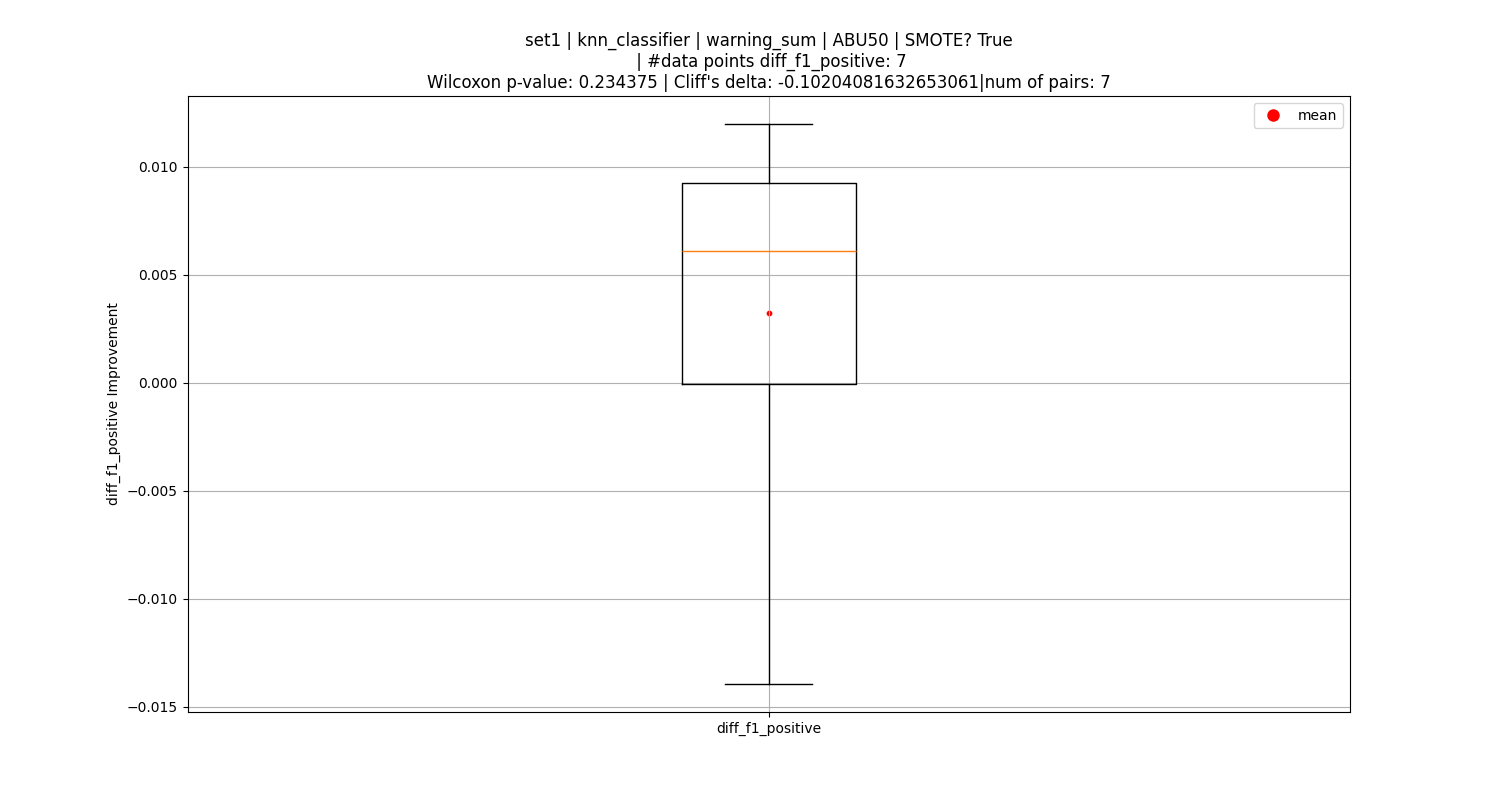 set1 | knn_classifier | warning_sum | ABU50 | SMOTE? True
| #data points diff_f1_positive: 7
Wilcoxon p-value: 0.234375 | Cliff's delta: -0.10204081632653061|num of pairs: 7
mean
0.010
0.005
0.000
−0.005
−0.010
−0.015
diff_f1_positive Improvement
diff_f1_positive